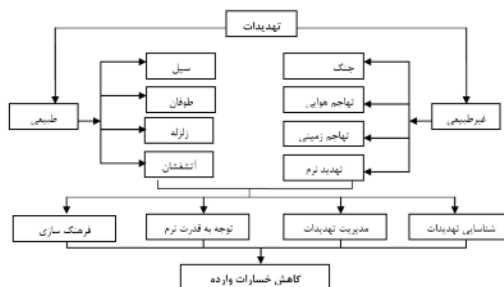 تهدیدات
جنگ
سیل
تهاجم هوایی
طوفان
غیرطبیعی
طبیعی
تهاجم زمینی
زلزله
تهدید نرم
آتشفشان
شناسایی تهدیدات
مدیریت تهدیدات
توجه به قدرت نرم
فرهنگ سازی
کاهش خسارات وارده